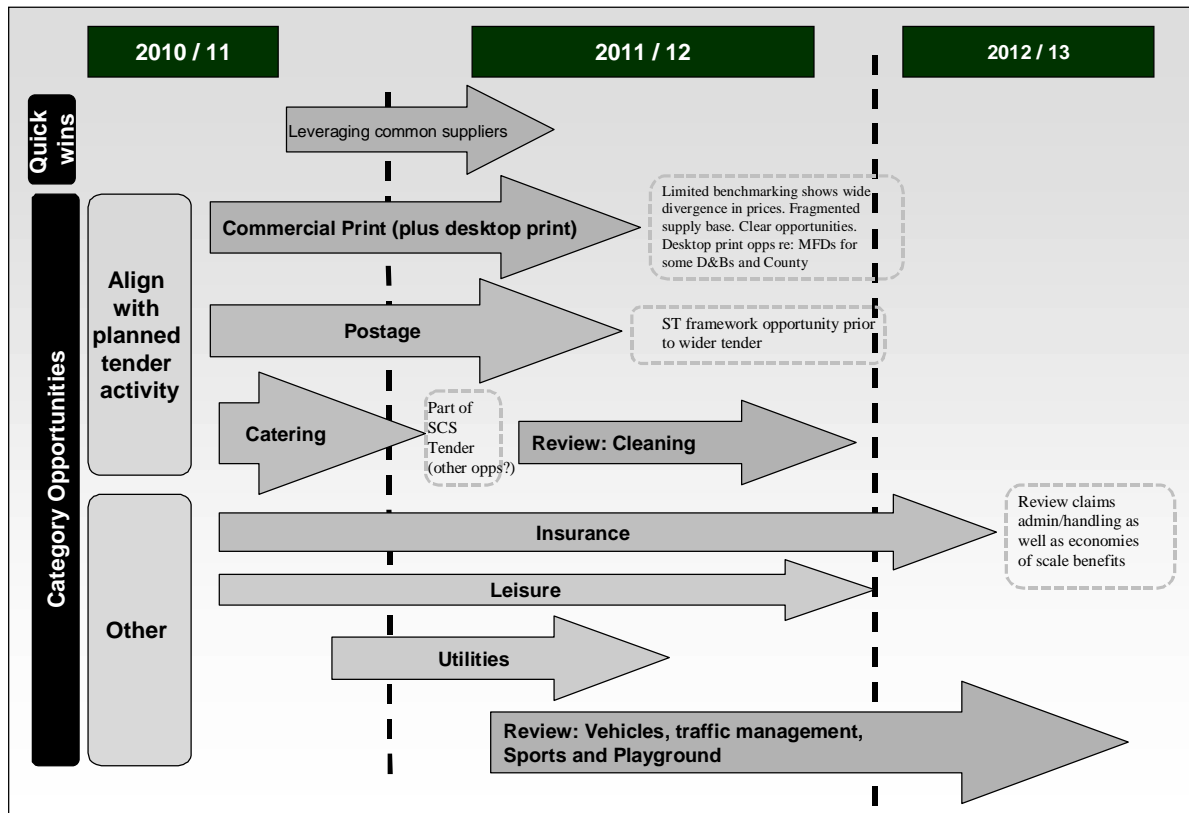 2010 / 11
2011 / 12
2012 / 13
Quick
wins
Leveraging common suppliers
Category Opportunities
Align
with
planned
tender
activity
Commercial Print (plus desktop print)
Limited benchmarking shows wide
divergence in prices. Fragmented
supply base. Clear opportunities.
Desktop print opps re: MFDs for
some D&Bs and County
Postage
ST framework opportunity prior
to wider tender
Catering
Part of
SCS
Tender
(other opps?)
Review: Cleaning
Other
Insurance
Review claims
admin/handling as
well as economies
of scale benefits
Leisure
Utilities
Review: Vehicles, traffic management,
Sports and Playground